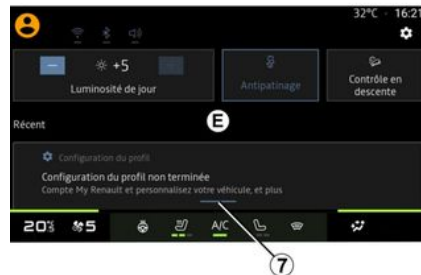 32°C 16:21
+5
Luminosité de jour
Antipatinage
Contrôle en
descente
E
Récent
Configuration du profil
Configuration du profil non terminée
Compte My Renault et personnalisez votre véhicule, et plus
20.5 5 A/C
7